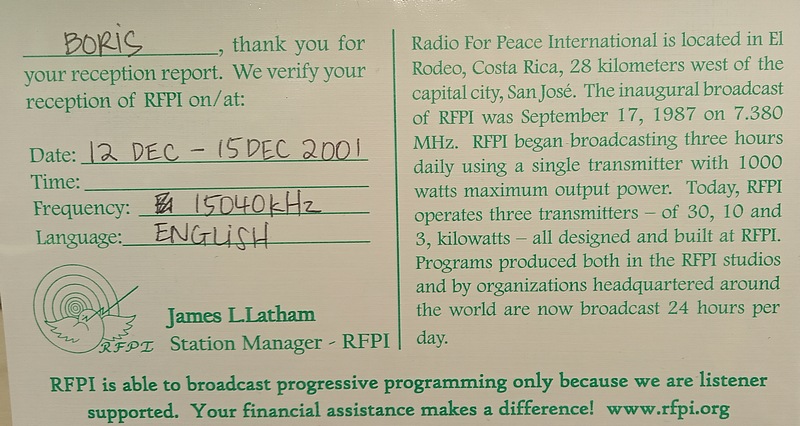 BORIS, thank you for
your reception report. We verify your
reception of RFPI on/at:
Date: 12 DEC - 15 DEC 2001
Time:
Frequency: 15040kHz
Language: ENGLISH
RFPI
James L.Latham
Station Manager - RFPI
Radio For Peace International is located in El
Rodeo, Costa Rica, 28 kilometers west of the
capital city, San José. The inaugural broadcast
of RFPI was September 17, 1987 on 7.380
MHz. RFPI began broadcasting three hours
daily using a single transmitter with 1000
watts maximum output power. Today, RFPI
operates three transmitters – of 30, 10 and
3, kilowatts – all designed and built at RFPI.
Programs produced both in the RFPI studios
and by organizations headquartered around
the world are now broadcast 24 hours per
day.
RFPI is able to broadcast progressive programming only because we are listener
supported. Your financial assistance makes a difference! www.rfpi.org